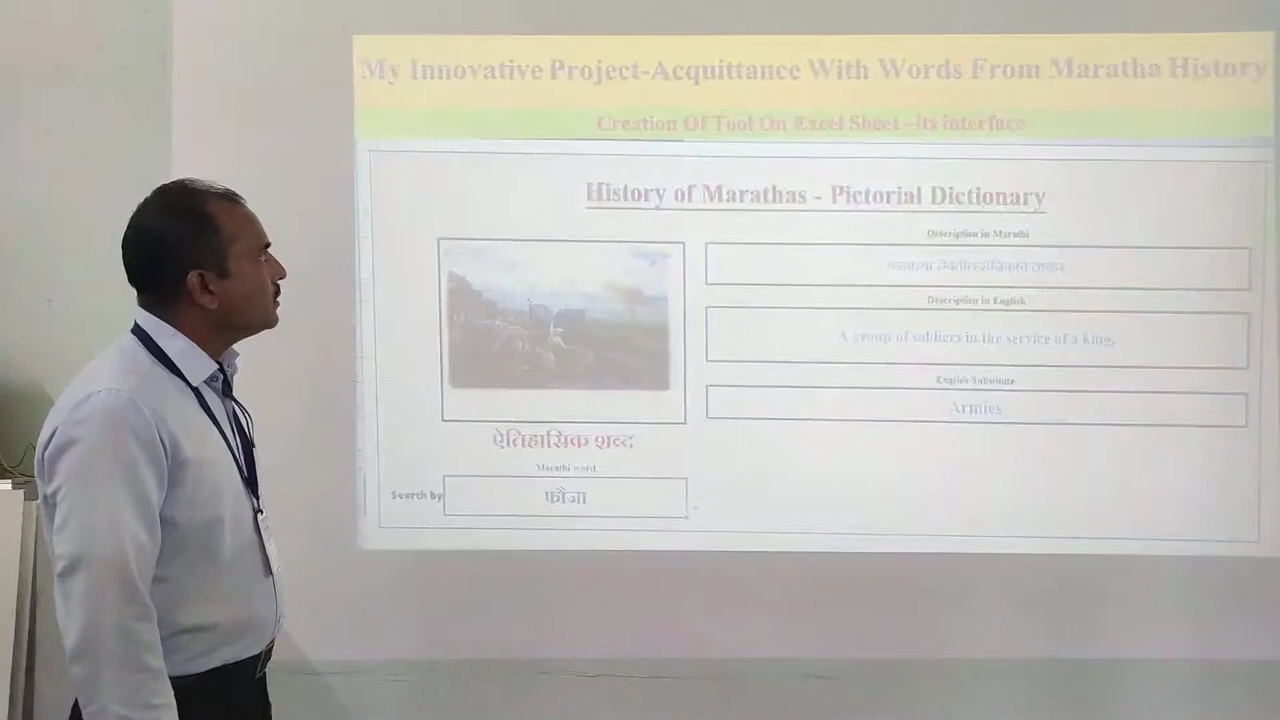 My Innovative Project-Acquittance With Words From Maratha History
Creation Of Tool On Excel Sheet –its interface
History of Marathas - Pictorial Dictionary
Description in Marathi
Description in English
A group of soldiers in the service of a king.
English Substitute
Armies
ऐतिहासिक शब्द
Marathi word
Search by
फौजा